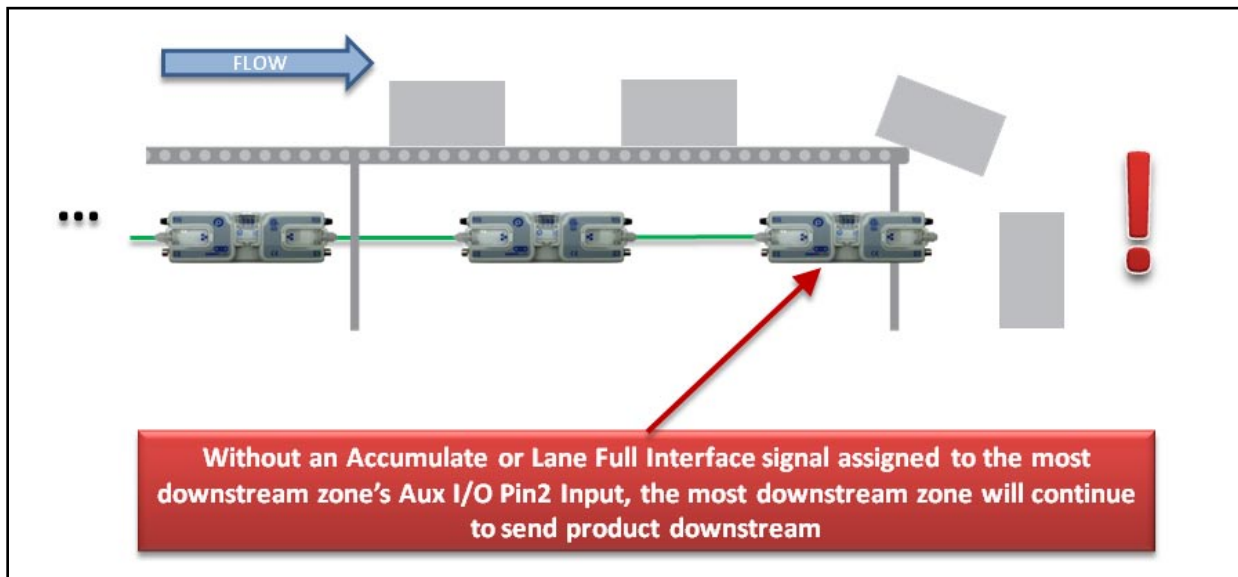 FLOW
...
!
Without an Accumulate or Lane Full Interface signal assigned to the most
downstream zone's Aux I/O Pin2 Input, the most downstream zone will continue
to send product downstream